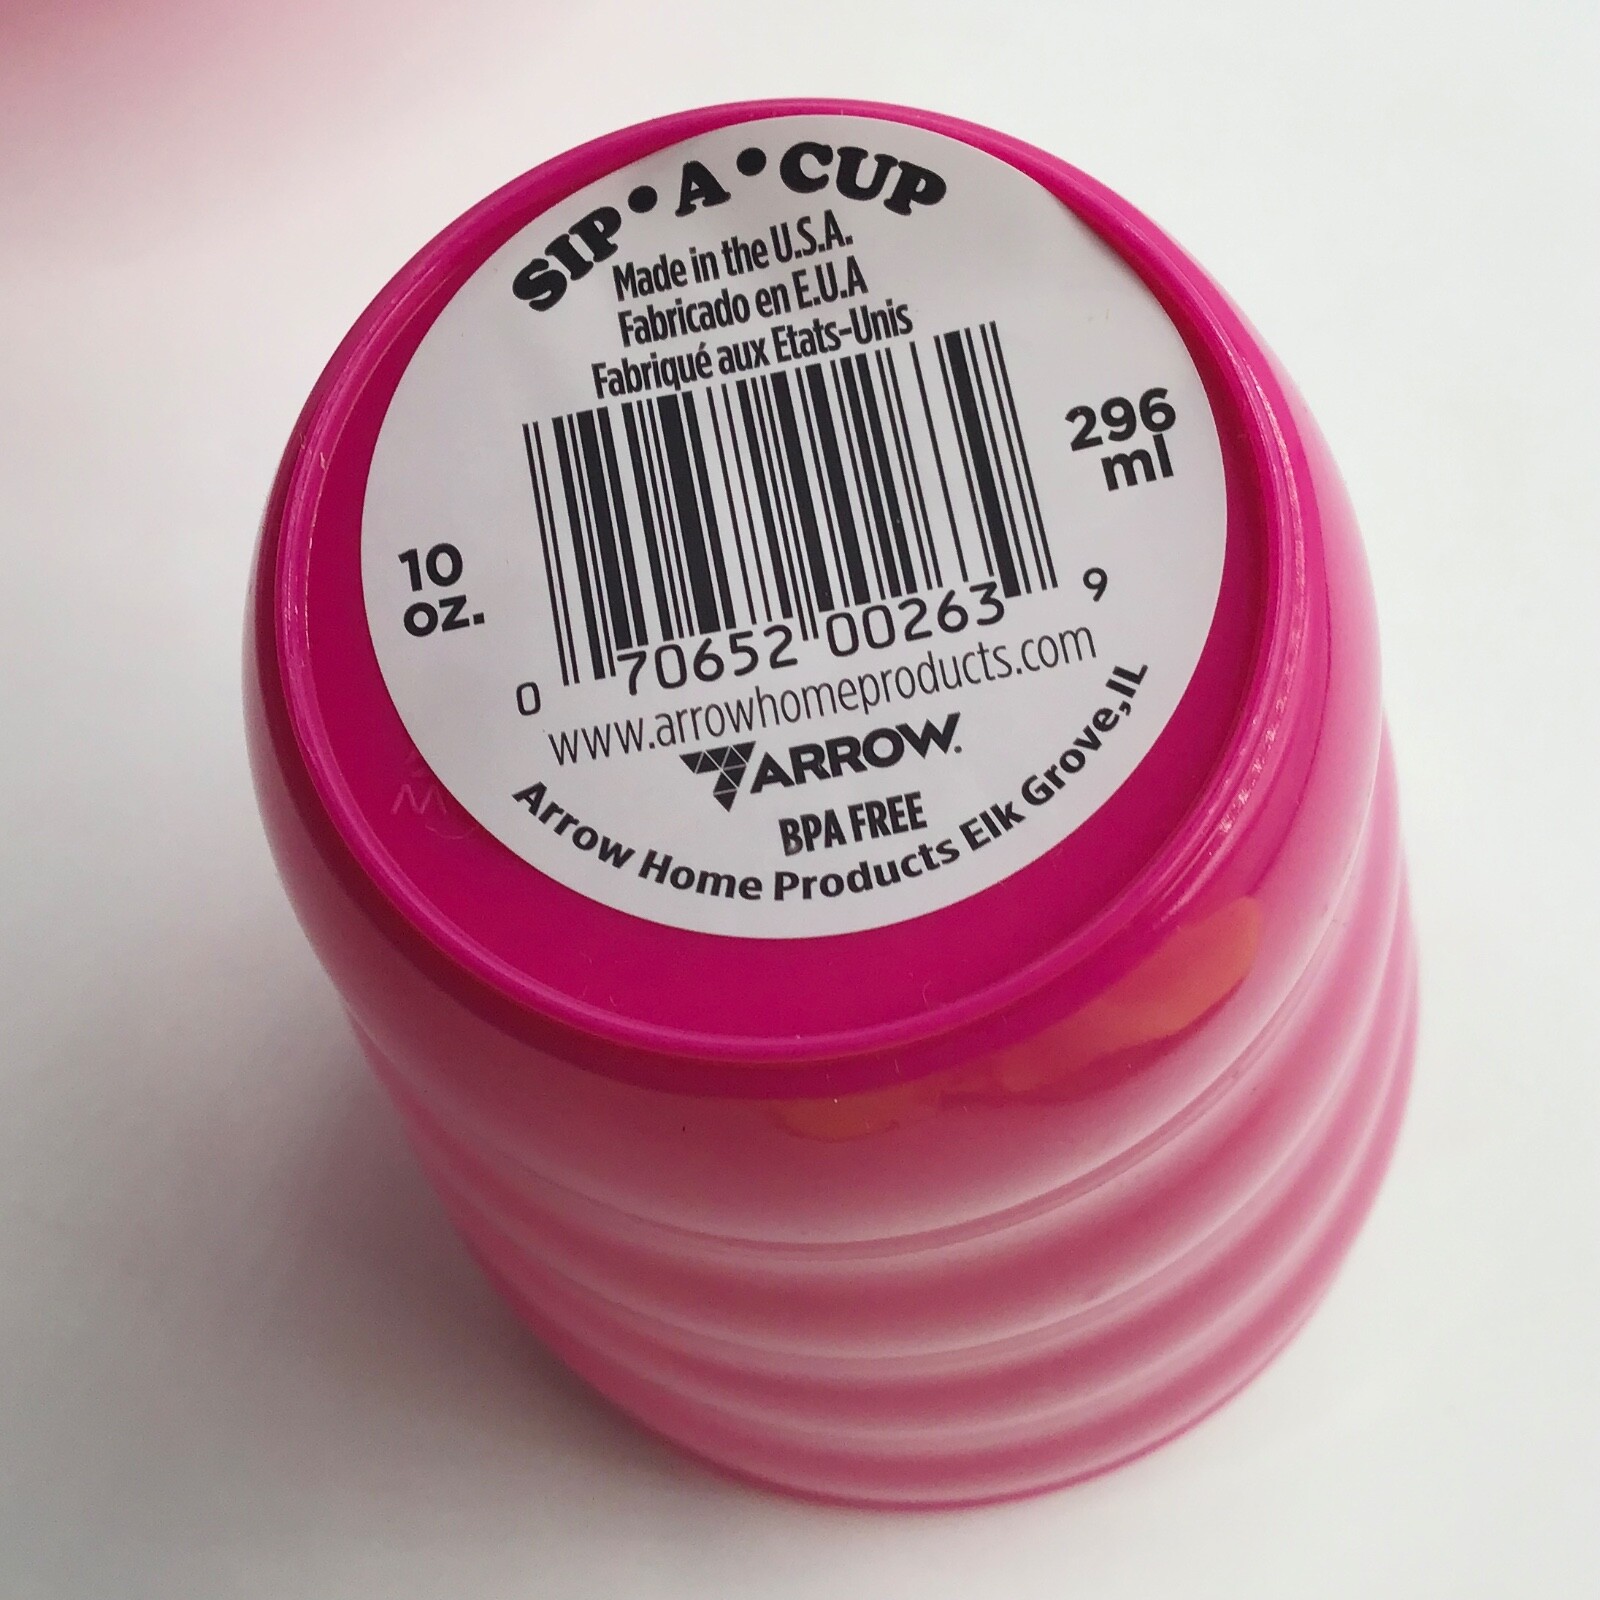 SIP•A•CUP
Made in the U.S.A.
Fabricado en E.U.A
Fabriqué aux Etats-Unis
10
oz.
296
ml
0 70652 00263 9
www.arrowhomeproducts.com
ARROW.
BPA FREE
Arrow Home Products Elk Grove,IL